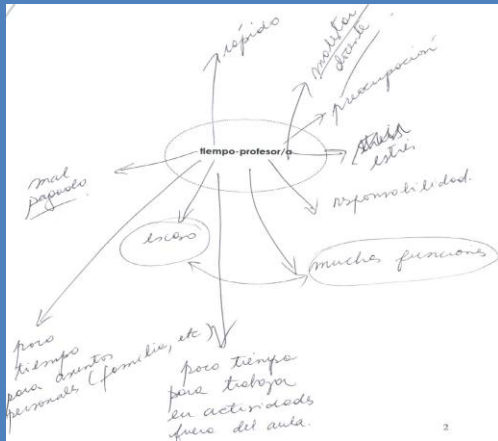 rápido
malestar
docente
preocupación
tiempo-profesor/a
estrés
mal
pagado
responsabilidad.
escaso
muchas funciones
poco
tiempo
para asuntos
personales (familia, etc)
poco tiempo
para trabajar
en actividades
fuera del aula.
2